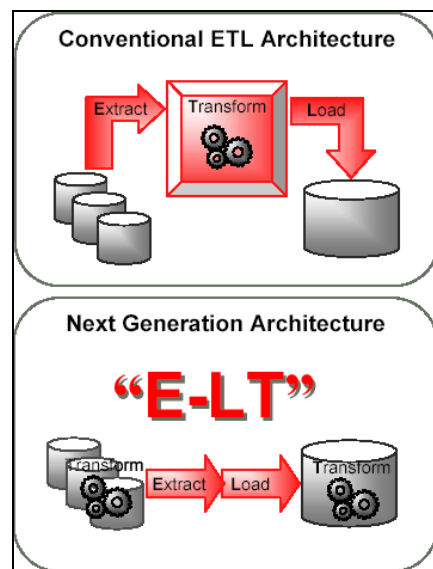 Conventional ETL Architecture
Extract
Transform
Load
Next Generation Architecture
“E-LT”
Transform
Extract
Load
Transform